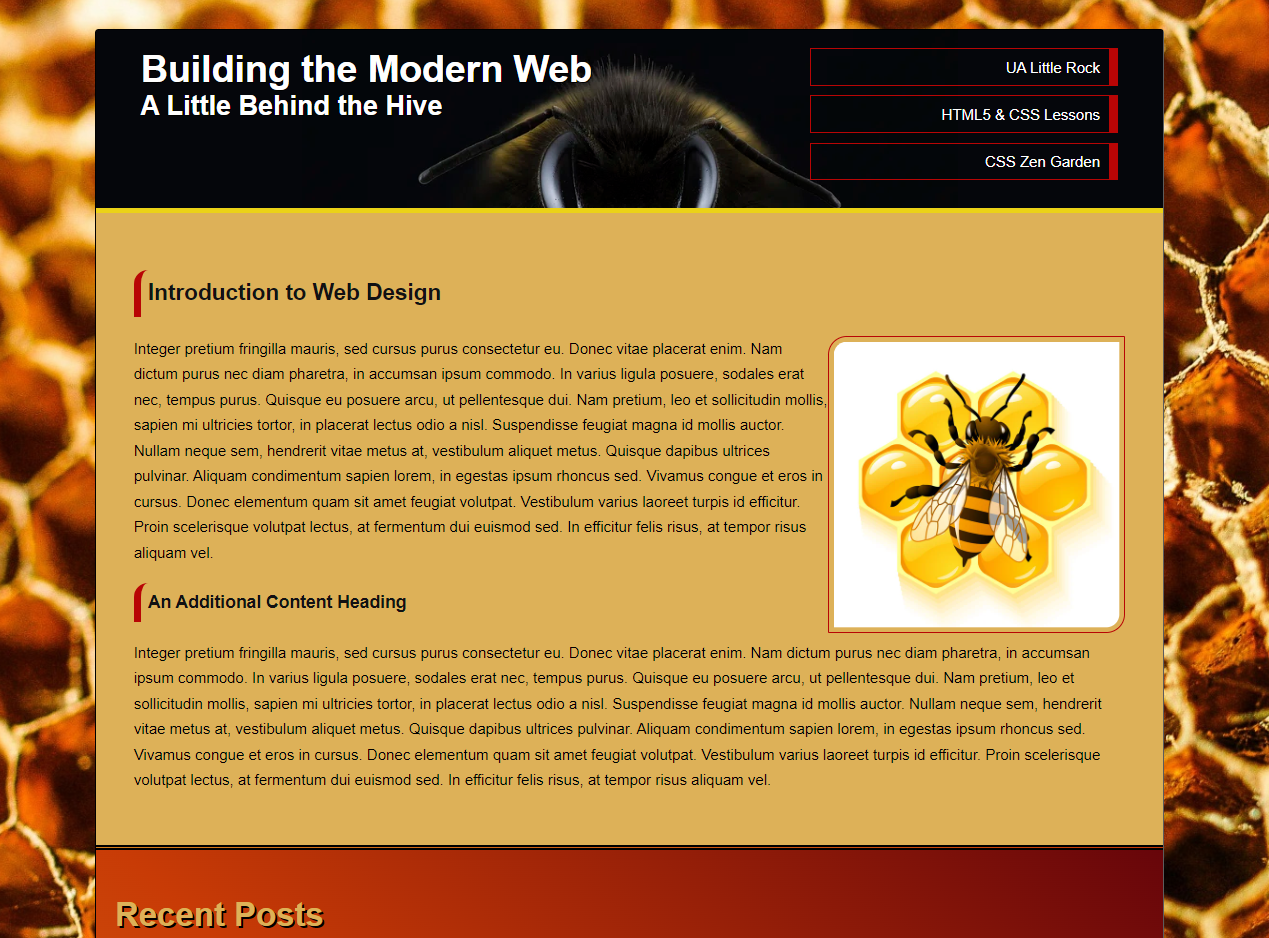 Building the Modern Web
A Little Behind the Hive
UA Little Rock
HTML5 & CSS Lessons
CSS Zen Garden
Introduction to Web Design
Integer pretium fringilla mauris, sed cursus purus consectetur eu. Donec vitae placerat enim. Nam
dictum purus nec diam pharetra, in accumsan ipsum commodo. In varius ligula posuere, sodales erat
nec, tempus purus. Quisque eu posuere arcu, ut pellentesque dui. Nam pretium, leo et sollicitudin mollis,
sapien mi ultricies tortor, in placerat lectus odio a nisl. Suspendisse feugiat magna id mollis auctor.
Nullam neque sem, hendrerit vitae metus at, vestibulum aliquet metus. Quisque dapibus ultrices
pulvinar. Aliquam condimentum sapien lorem, in egestas ipsum rhoncus sed. Vivamus congue et eros in
cursus. Donec elementum quam sit amet feugiat volutpat. Vestibulum varius laoreet turpis id efficitur.
Proin scelerisque volutpat lectus, at fermentum dui euismod sed. In efficitur felis risus, at tempor risus
aliquam vel.
An Additional Content Heading
Integer pretium fringilla mauris, sed cursus purus consectetur eu. Donec vitae placerat enim. Nam dictum purus nec diam pharetra, in accumsan
ipsum commodo. In varius ligula posuere, sodales erat nec, tempus purus. Quisque eu posuere arcu, ut pellentesque dui. Nam pretium, leo et
sollicitudin mollis, sapien mi ultricies tortor, in placerat lectus odio a nisl. Suspendisse feugiat magna id mollis auctor. Nullam neque sem, hendrerit
vitae metus at, vestibulum aliquet metus. Quisque dapibus ultrices pulvinar. Aliquam condimentum sapien lorem, in egestas ipsum rhoncus sed.
Vivamus congue et eros in cursus. Donec elementum quam sit amet feugiat volutpat. Vestibulum varius laoreet turpis id efficitur. Proin scelerisque
volutpat lectus, at fermentum dui euismod sed. In efficitur felis risus, at tempor risus aliquam vel.
Recent Posts